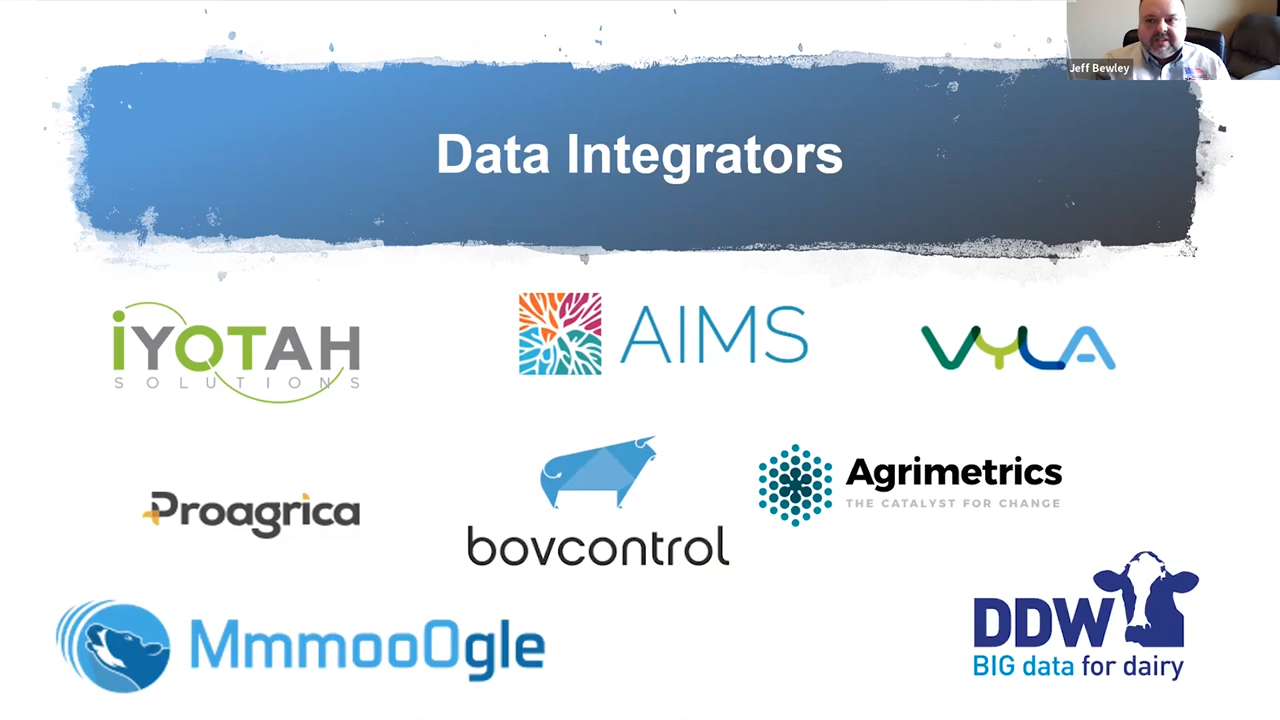 Jeff Bewley
Data Integrators
iYOTAH
SOLUTIONS
AIMS
VYLA
Proagrica
bovcontrol
Agrimetrics
THE CATALYST FOR CHANGE
MmmooOgle
DDW
BIG data for dairy